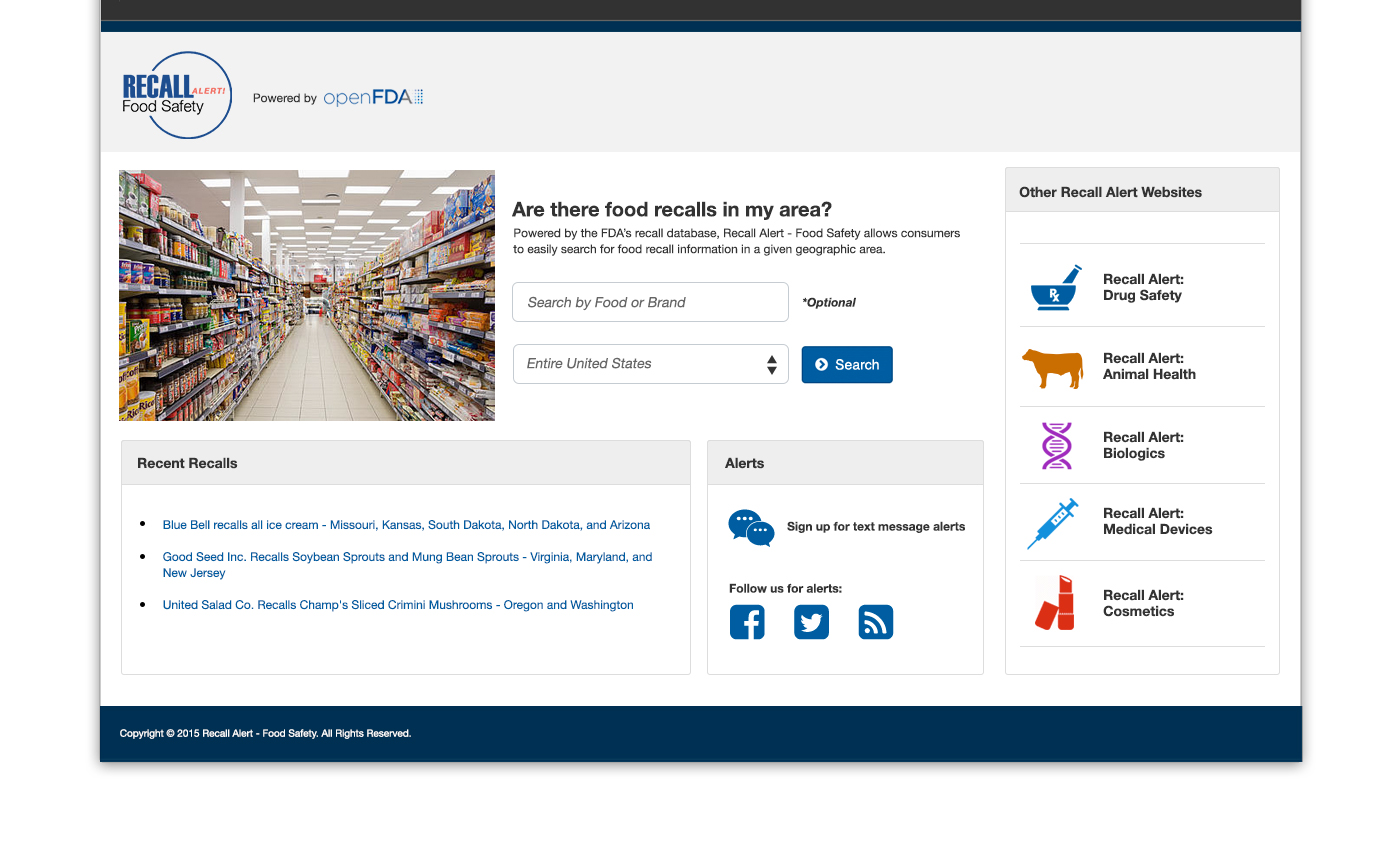 RECALL ALERT!
Food Safety
Powered by openFDA
Are there food recalls in my area?
Powered by the FDA's recall database, Recall Alert - Food Safety allows consumers
to easily search for food recall information in a given geographic area.
Search by Food or Brand
*Optional
Entire United States
Search
Recent Recalls
Blue Bell recalls all ice cream - Missouri, Kansas, South Dakota, North Dakota, and Arizona
Good Seed Inc. Recalls Soybean Sprouts and Mung Bean Sprouts - Virginia, Maryland, and
New Jersey
United Salad Co. Recalls Champ's Sliced Crimini Mushrooms - Oregon and Washington
Alerts
Sign up for text message alerts
Follow us for alerts:
Other Recall Alert Websites
Rx
Recall Alert:
Drug Safety
Recall Alert:
Animal Health
Recall Alert:
Biologics
Recall Alert:
Medical Devices
Recall Alert:
Cosmetics
Copyright © 2015 Recall Alert - Food Safety. All Rights Reserved.